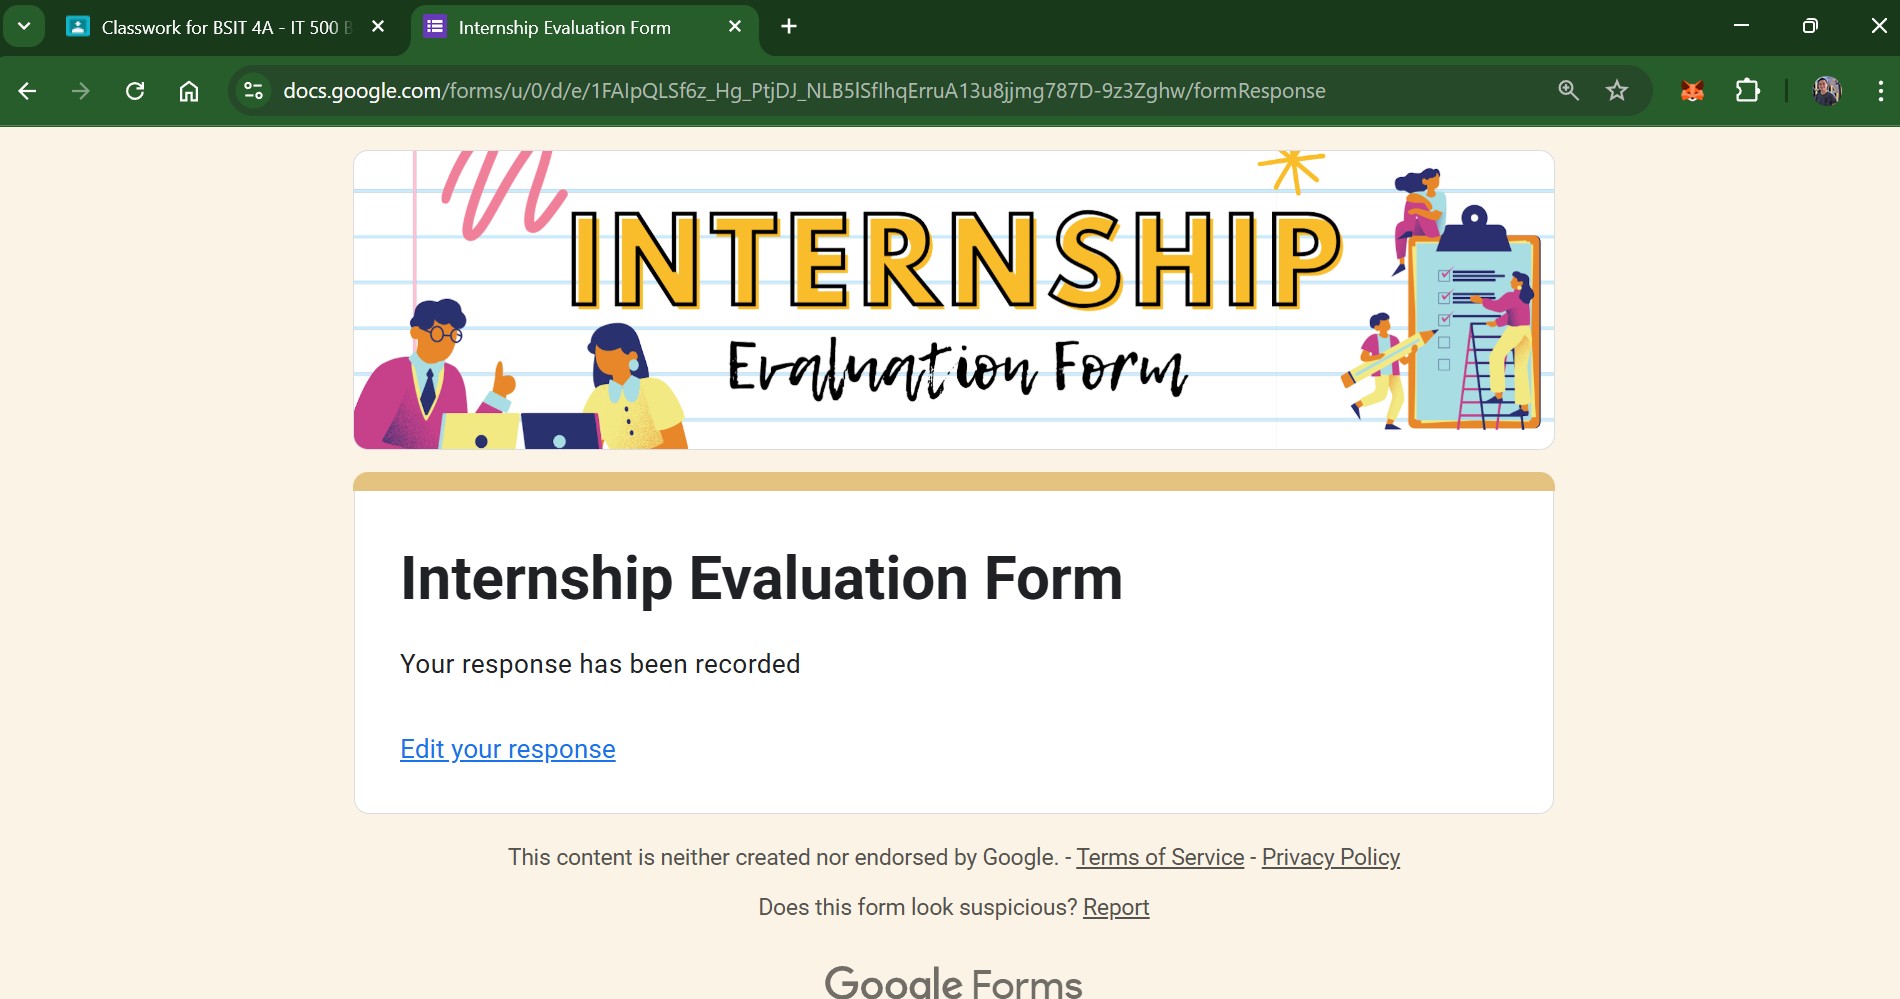 Classwork for BSIT 4A - IT 500 B
Internship Evaluation Form
docs.google.com/forms/u/0/d/e/1FAIpQLSf6z_Hg_PtjDJ_NLB5lSfIhqErruA13u8jjmg787D-9z3Zghw/formResponse
INTERNSHIP
Evaluation Form
Internship Evaluation Form
Your response has been recorded
Edit your response
This content is neither created nor endorsed by Google. - Terms of Service - Privacy Policy
Does this form look suspicious? Report
Google Forms